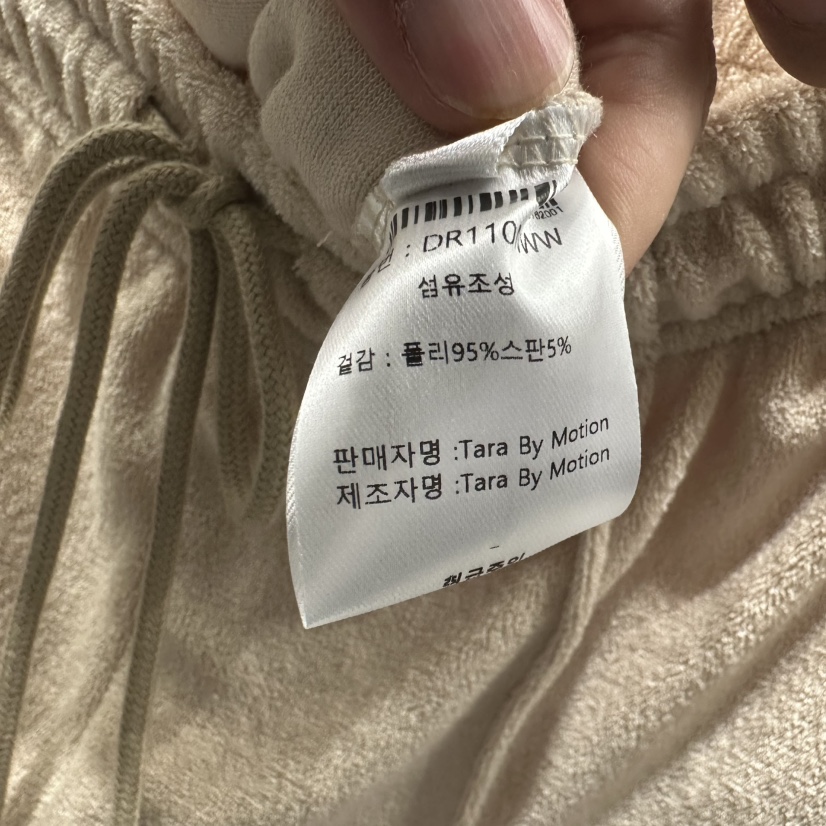 : DR110
섬유조성
겉감 : 폴리95%스판5%
판매자명 :Tara By Motion
제조자명 :Tara By Motion